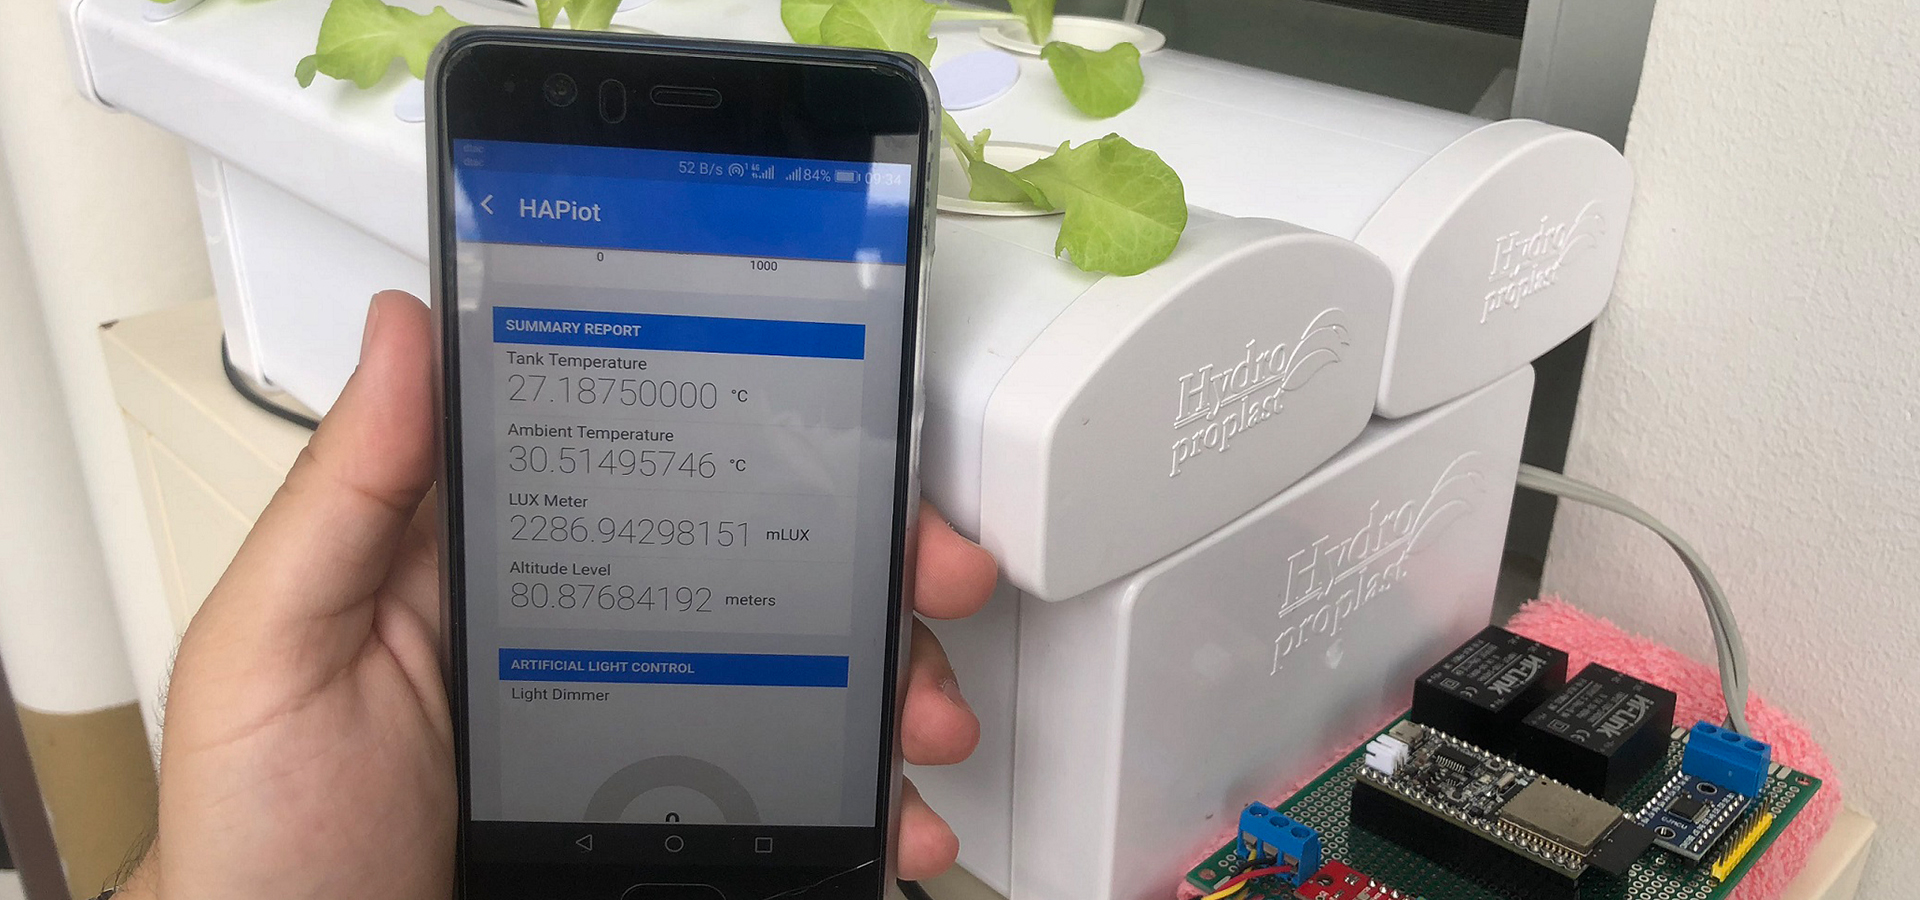 dtac
dtac
52 B/s 84% 09:34
HAPiot
0
1000
SUMMARY REPORT
Tank Temperature
27.18750000 °C
Ambient Temperature
30.51495746 °C
LUX Meter
2286.94298151 mLUX
Altitude Level
80.87684192 meters
ARTIFICIAL LIGHT CONTROL
Light Dimmer
0
Hydro
proplast
Hydro
proplast
Hydro
proplast
Hi-Link
Hi-Link